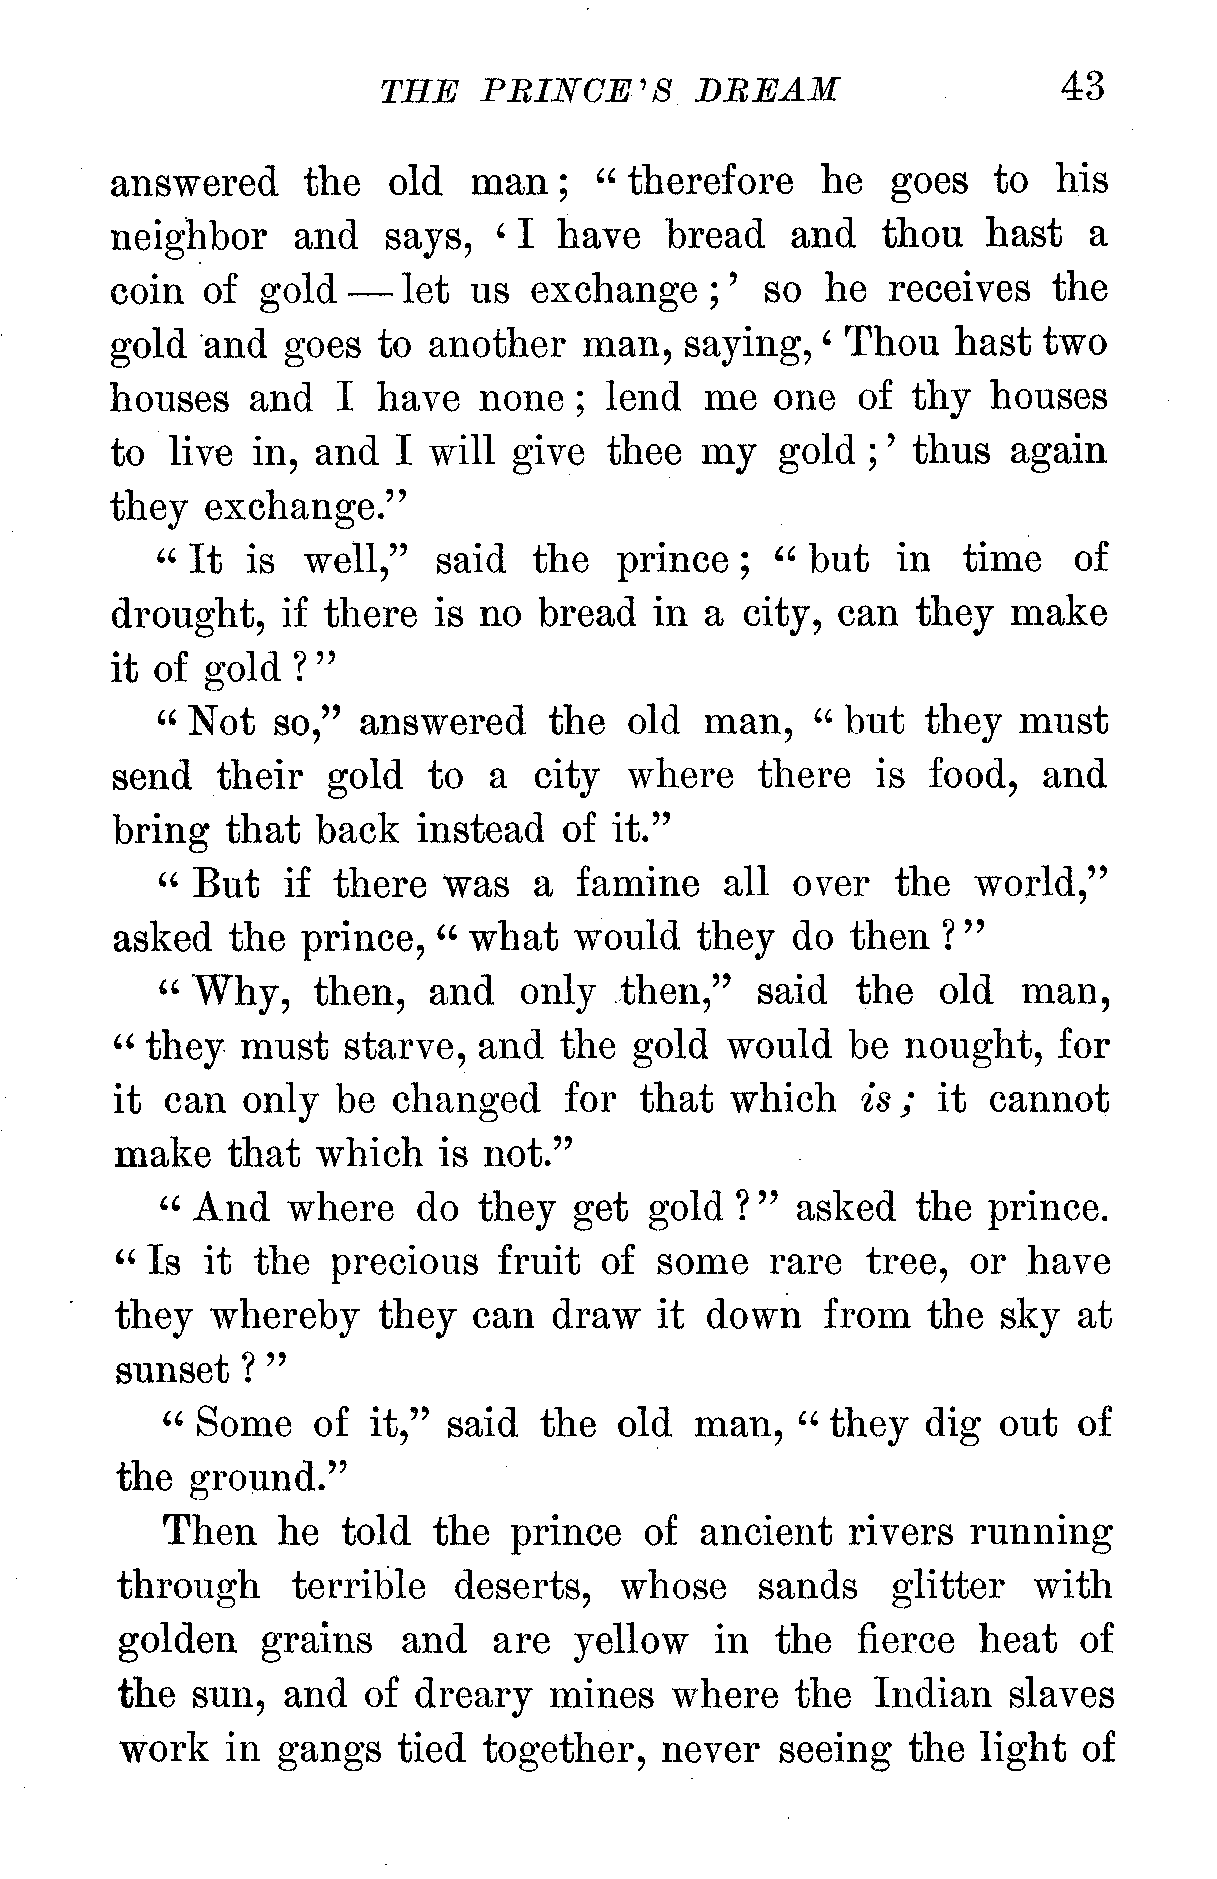 THE PRINCE'S DREAM 43
answered the old man; "therefore he goes to his
neighbor and says, 'I have bread and thou hast a
coin of gold — let us exchange;' so he receives the
gold and goes to another man, saying, 'Thou hast two
houses and I have none; lend me one of thy houses
to live in, and I will give thee my gold;' thus again
they exchange."
"It is well," said the prince; "but in time of
drought, if there is no bread in a city, can they make
it of gold?"
"Not so," answered the old man, "but they must
send their gold to a city where there is food, and
bring that back instead of it."
"But if there was a famine all over the world,"
asked the prince, "what would they do then?"
"Why, then, and only then," said the old man,
"they must starve, and the gold would be nought, for
it can only be changed for that which is; it cannot
make that which is not."
"And where do they get gold?" asked the prince.
"Is it the precious fruit of some rare tree, or have
they whereby they can draw it down from the sky at
sunset?"
"Some of it," said the old man, "they dig out of
the ground."
Then he told the prince of ancient rivers running
through terrible deserts, whose sands glitter with
golden grains and are yellow in the fierce heat of
the sun, and of dreary mines where the Indian slaves
work in gangs tied together, never seeing the light of